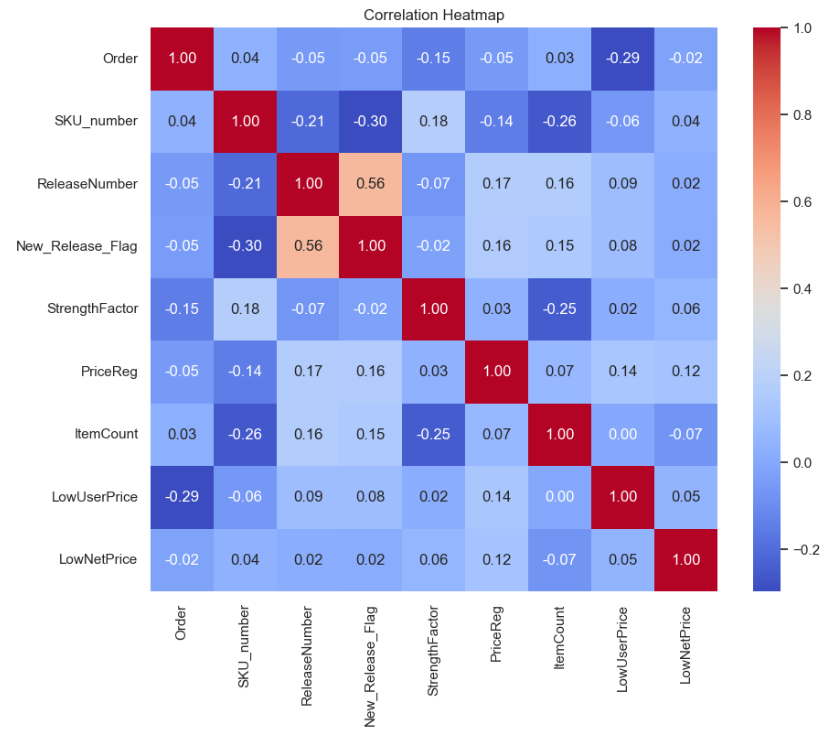 Correlation Heatmap
Order 1.00 0.04 -0.05 -0.05 -0.15 -0.05 0.03 -0.29 -0.02
SKU_number 0.04 1.00 -0.21 -0.30 0.18 -0.14 -0.26 -0.06 0.04
ReleaseNumber -0.05 -0.21 1.00 0.56 -0.07 0.17 0.16 0.09 0.02
New_Release_Flag -0.05 -0.30 0.56 1.00 -0.02 0.16 0.15 0.08 0.02
StrengthFactor -0.15 0.18 -0.07 -0.02 1.00 0.03 -0.25 0.02 0.06
PriceReg -0.05 -0.14 0.17 0.16 0.03 1.00 0.07 0.14 0.12
ItemCount 0.03 -0.26 0.16 0.15 -0.25 0.07 1.00 0.00 -0.07
LowUserPrice -0.29 -0.06 0.09 0.08 0.02 0.14 0.00 1.00 0.05
LowNetPrice -0.02 0.04 0.02 0.02 0.06 0.12 -0.07 0.05 1.00
Order
SKU_number
ReleaseNumber
New_Release_Flag
StrengthFactor
PriceReg
ItemCount
LowUserPrice
LowNetPrice
1.0
0.8
0.6
0.4
0.2
0.0
−0.2